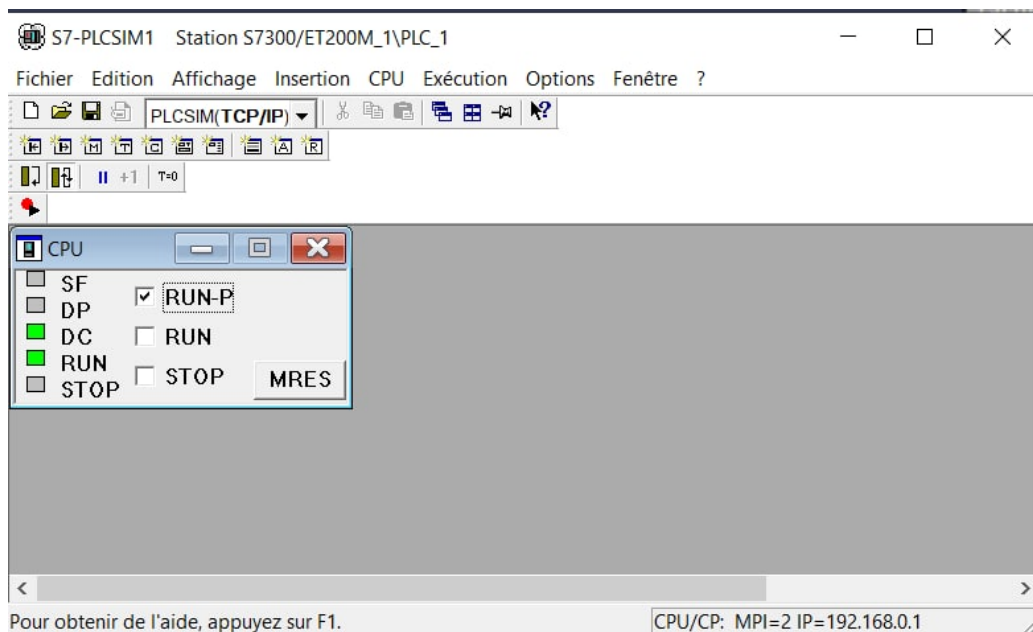 S7-PLCSIM1 Station S7300/ET200M_1\PLC_1
Fichier Edition Affichage Insertion CPU Exécution Options Fenêtre ?
PLCSIM(TCP/IP)
+1 T=0
CPU
SF
DP
DC
RUN
STOP
RUN-P
RUN
STOP
MRES
Pour obtenir de l'aide, appuyez sur F1.
CPU/CP: MPI=2 IP=192.168.0.1